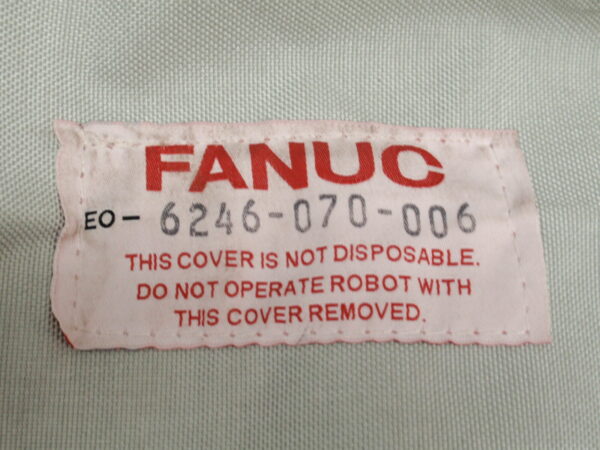 FANUC
EO- 6246-070-006
THIS COVER IS NOT DISPOSABLE.
DO NOT OPERATE ROBOT WITH
THIS COVER REMOVED.